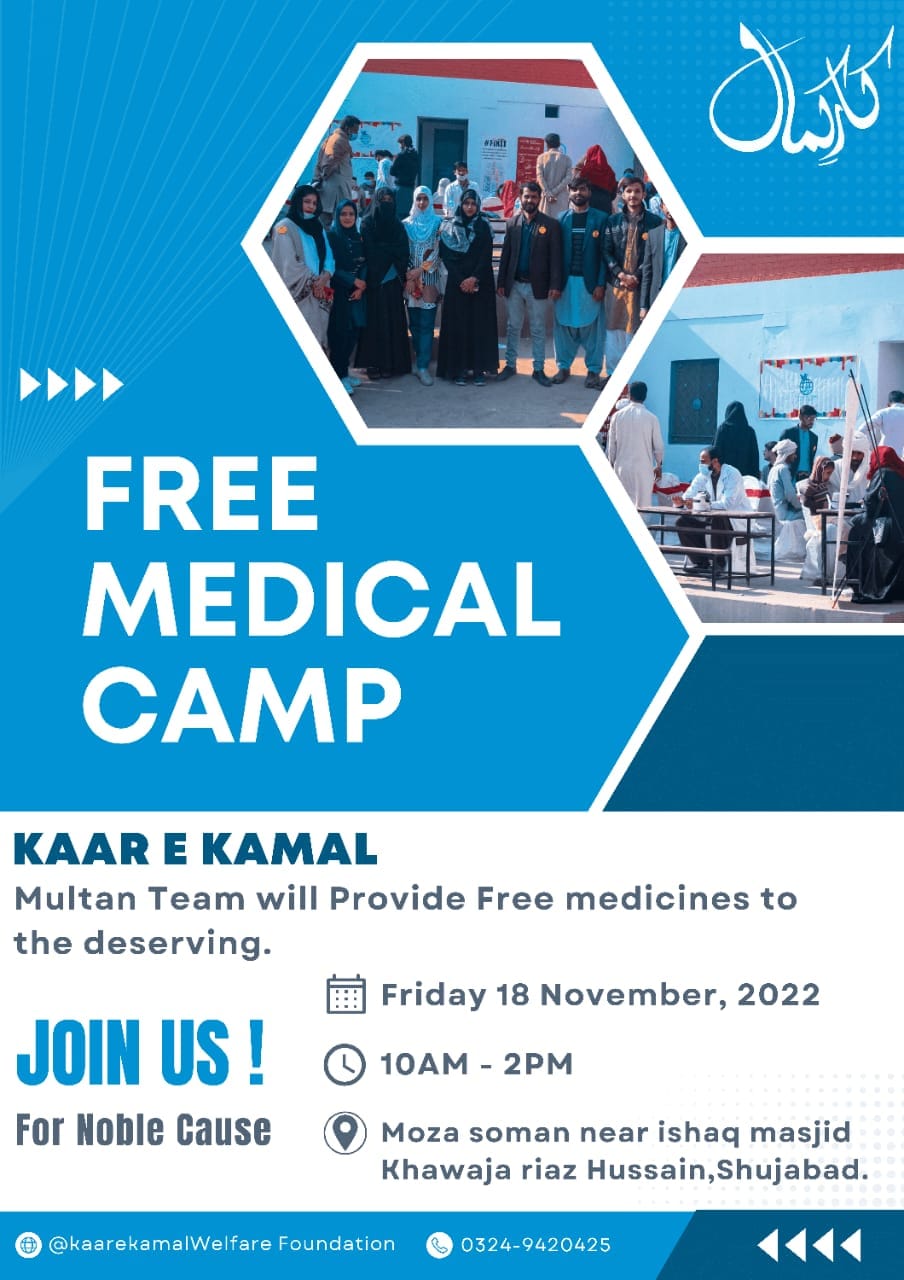 کارِکمال
#FIKR
FREE
MEDICAL
CAMP
KAAR E KAMAL
Multan Team will Provide Free medicines to
the deserving.
Friday 18 November, 2022
JOIN US !
10AM - 2PM
For Noble Cause
Moza soman near ishaq masjid
Khawaja riaz Hussain,Shujabad.
@kaarekamalWelfare Foundation
0324-9420425